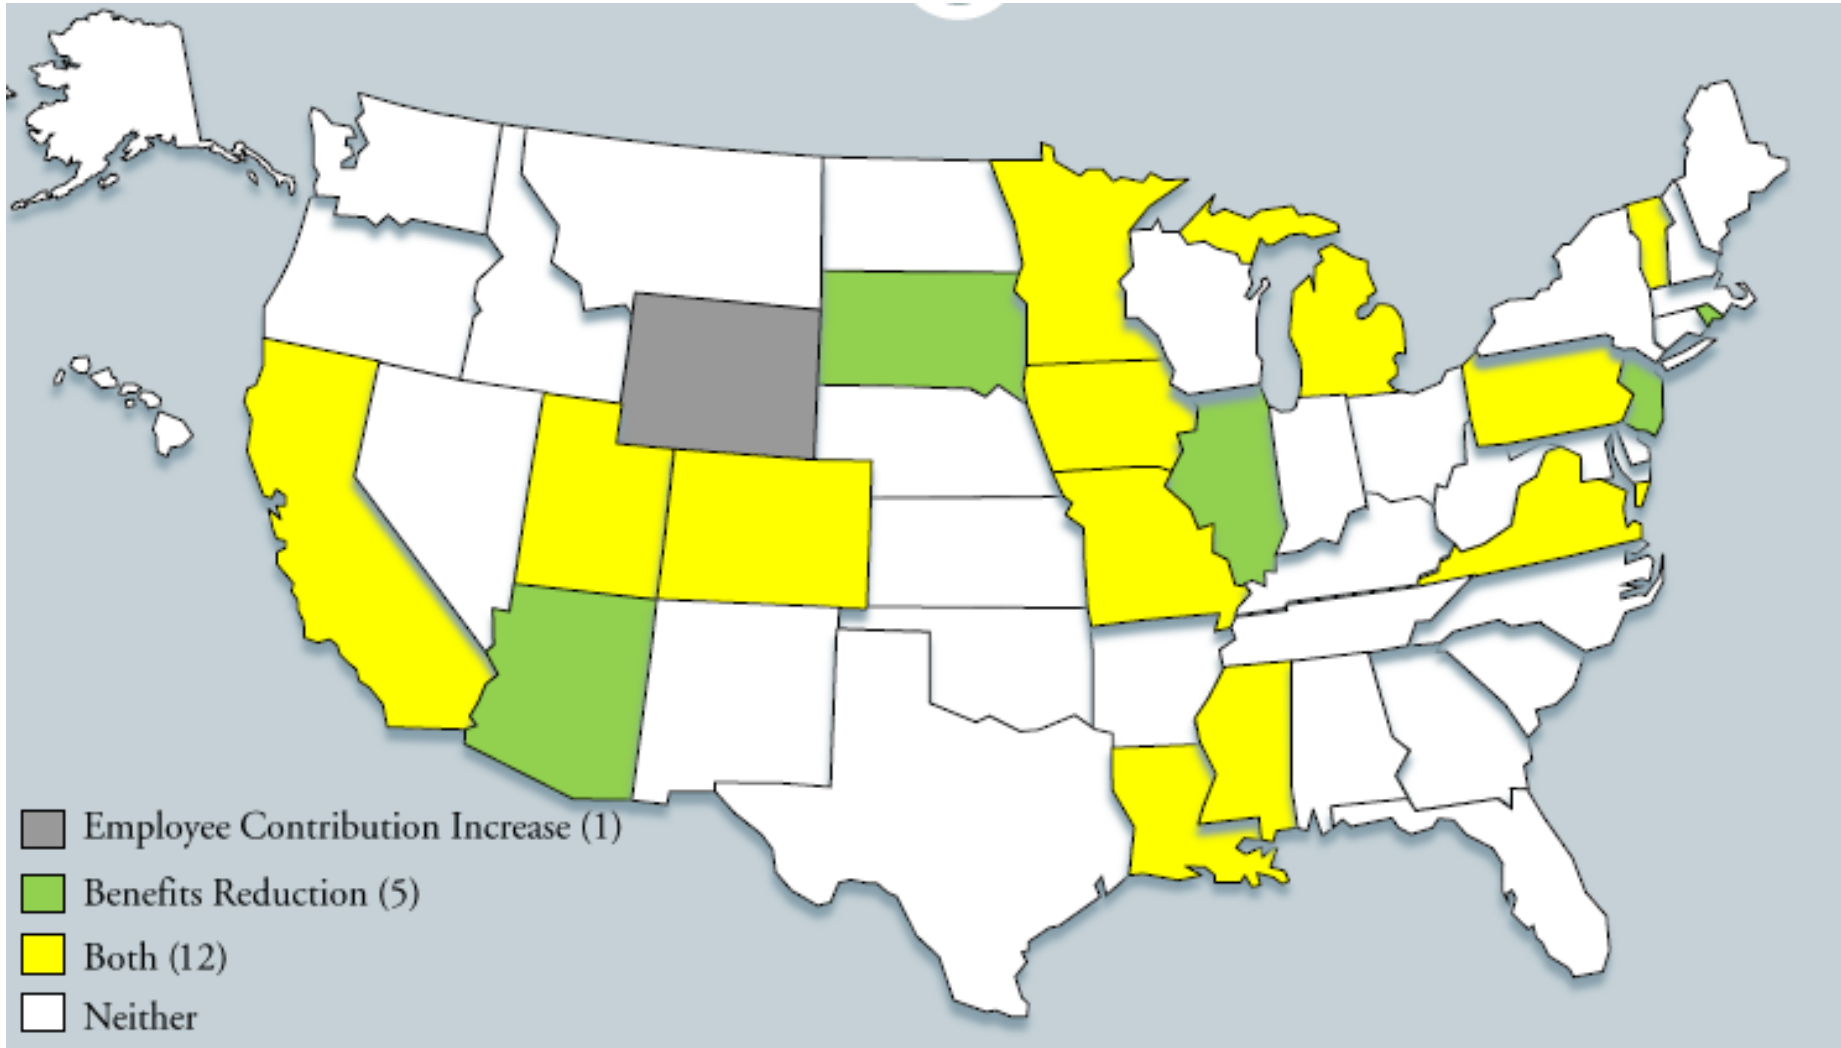 Employee Contribution Increase (1)
Benefits Reduction (5)
Both (12)
Neither